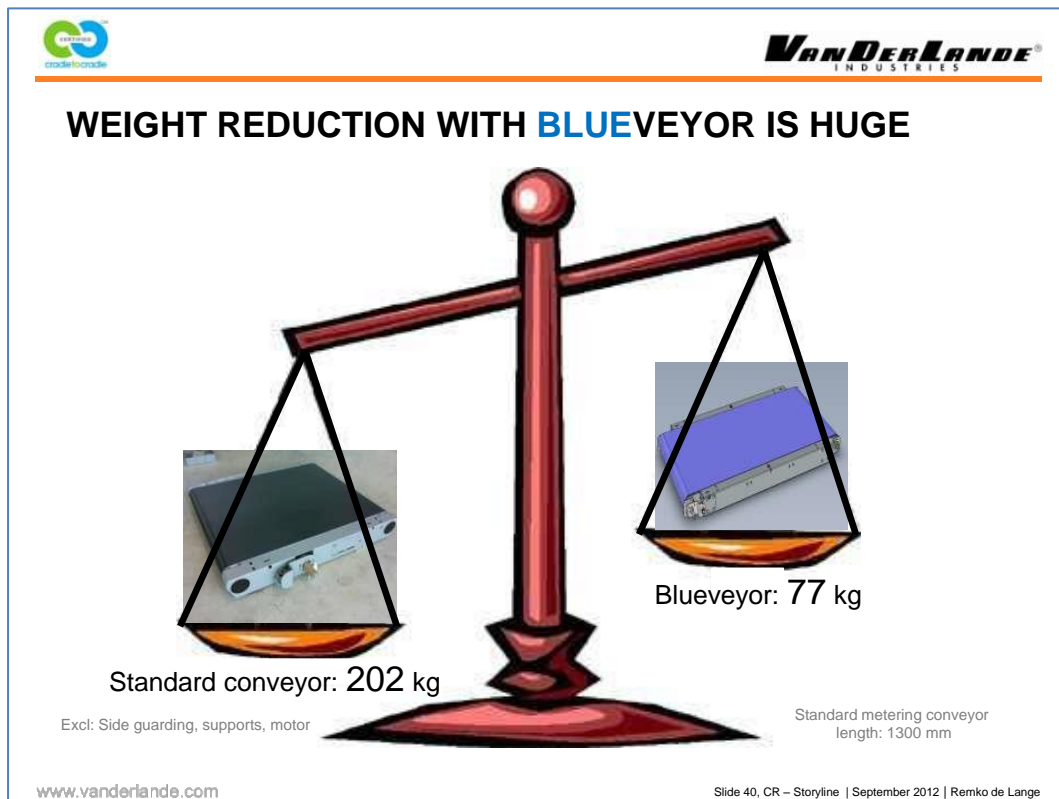 CERTIFIED
cradletocradle
VANDERLANDE®
INDUSTRIES
WEIGHT REDUCTION WITH BLUEVEYOR IS HUGE
Blueveyor: 77 kg
Standard conveyor: 202 kg
Excl: Side guarding, supports, motor
Standard metering conveyor
length: 1300 mm
www.vanderlande.com
Slide 40, CR – Storyline | September 2012 | Remko de Lange